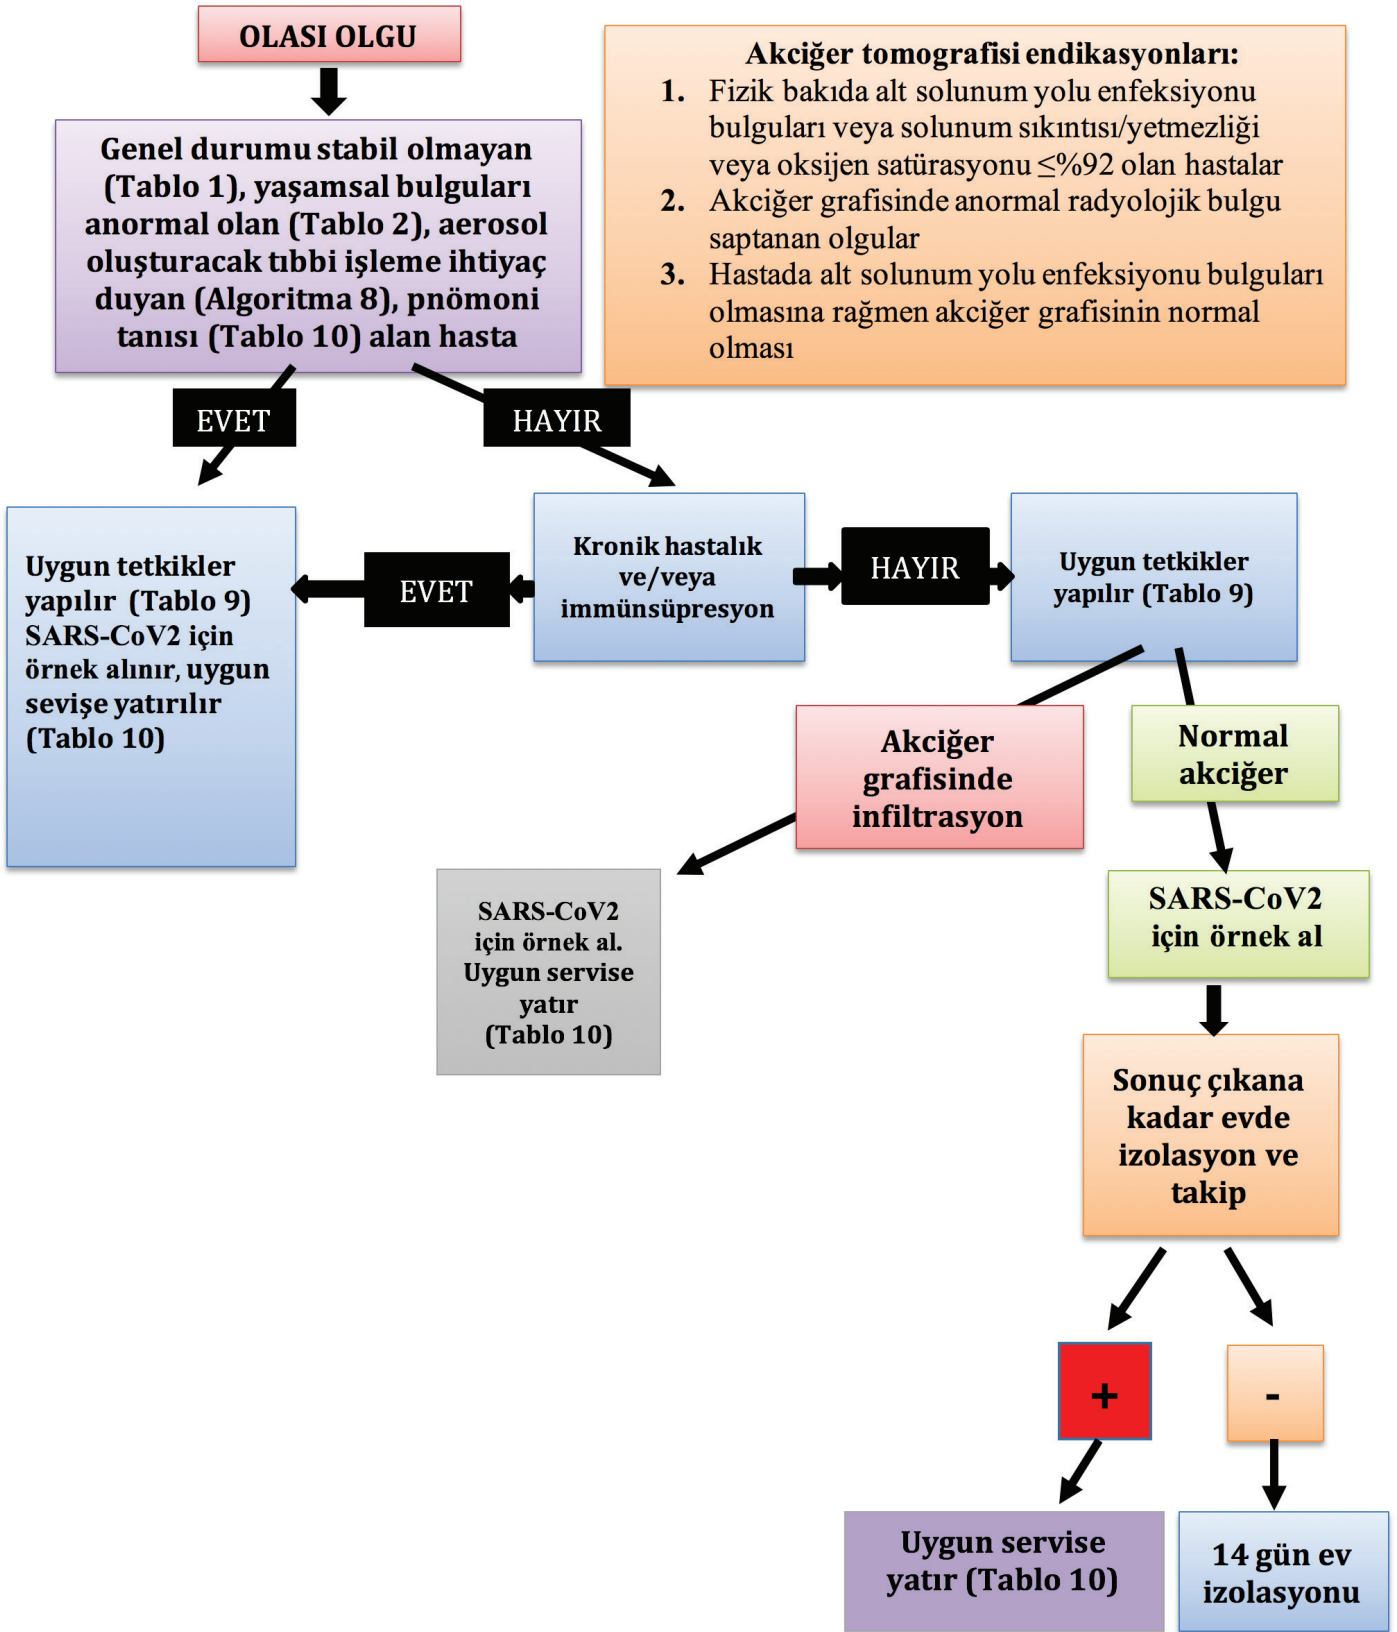 OLASI OLGU
Akciğer tomografisi endikasyonları:
1. Fizik bakıda alt solunum yolu enfeksiyonu
bulguları veya solunum sıkıntısı/yetmezliği
veya oksijen satürasyonu ≤%92 olan hastalar
2. Akciğer grafisinde anormal radyolojik bulgu
saptanan olgular
3. Hastada alt solunum yolu enfeksiyonu bulguları
olmasına rağmen akciğer grafisinin normal
olması
Genel durumu stabil olmayan
(Tablo 1), yaşamsal bulguları
anormal olan (Tablo 2), aerosol
oluşturacak tıbbi işleme ihtiyaç
duyan (Algoritma 8), pnömoni
tanısı (Tablo 10) alan hasta
EVET
HAYIR
Uygun tetkikler
yapılır (Tablo 9)
SARS-CoV2 için
örnek alınır, uygun
sevişe yatırılır
(Tablo 10)
EVET
Kronik hastalık
ve/veya
immünsüpresyon
HAYIR
Uygun tetkikler
yapılır (Tablo 9)
Akciğer
grafisinde
infiltrasyon
Normal
akciğer
SARS-CoV2
için örnek al.
Uygun servise
yatır
(Tablo 10)
SARS-CoV2
için örnek al
Sonuç çıkana
kadar evde
izolasyon ve
takip
+
-
Uygun servise
yatır (Tablo 10)
14 gün ev
izolasyonu